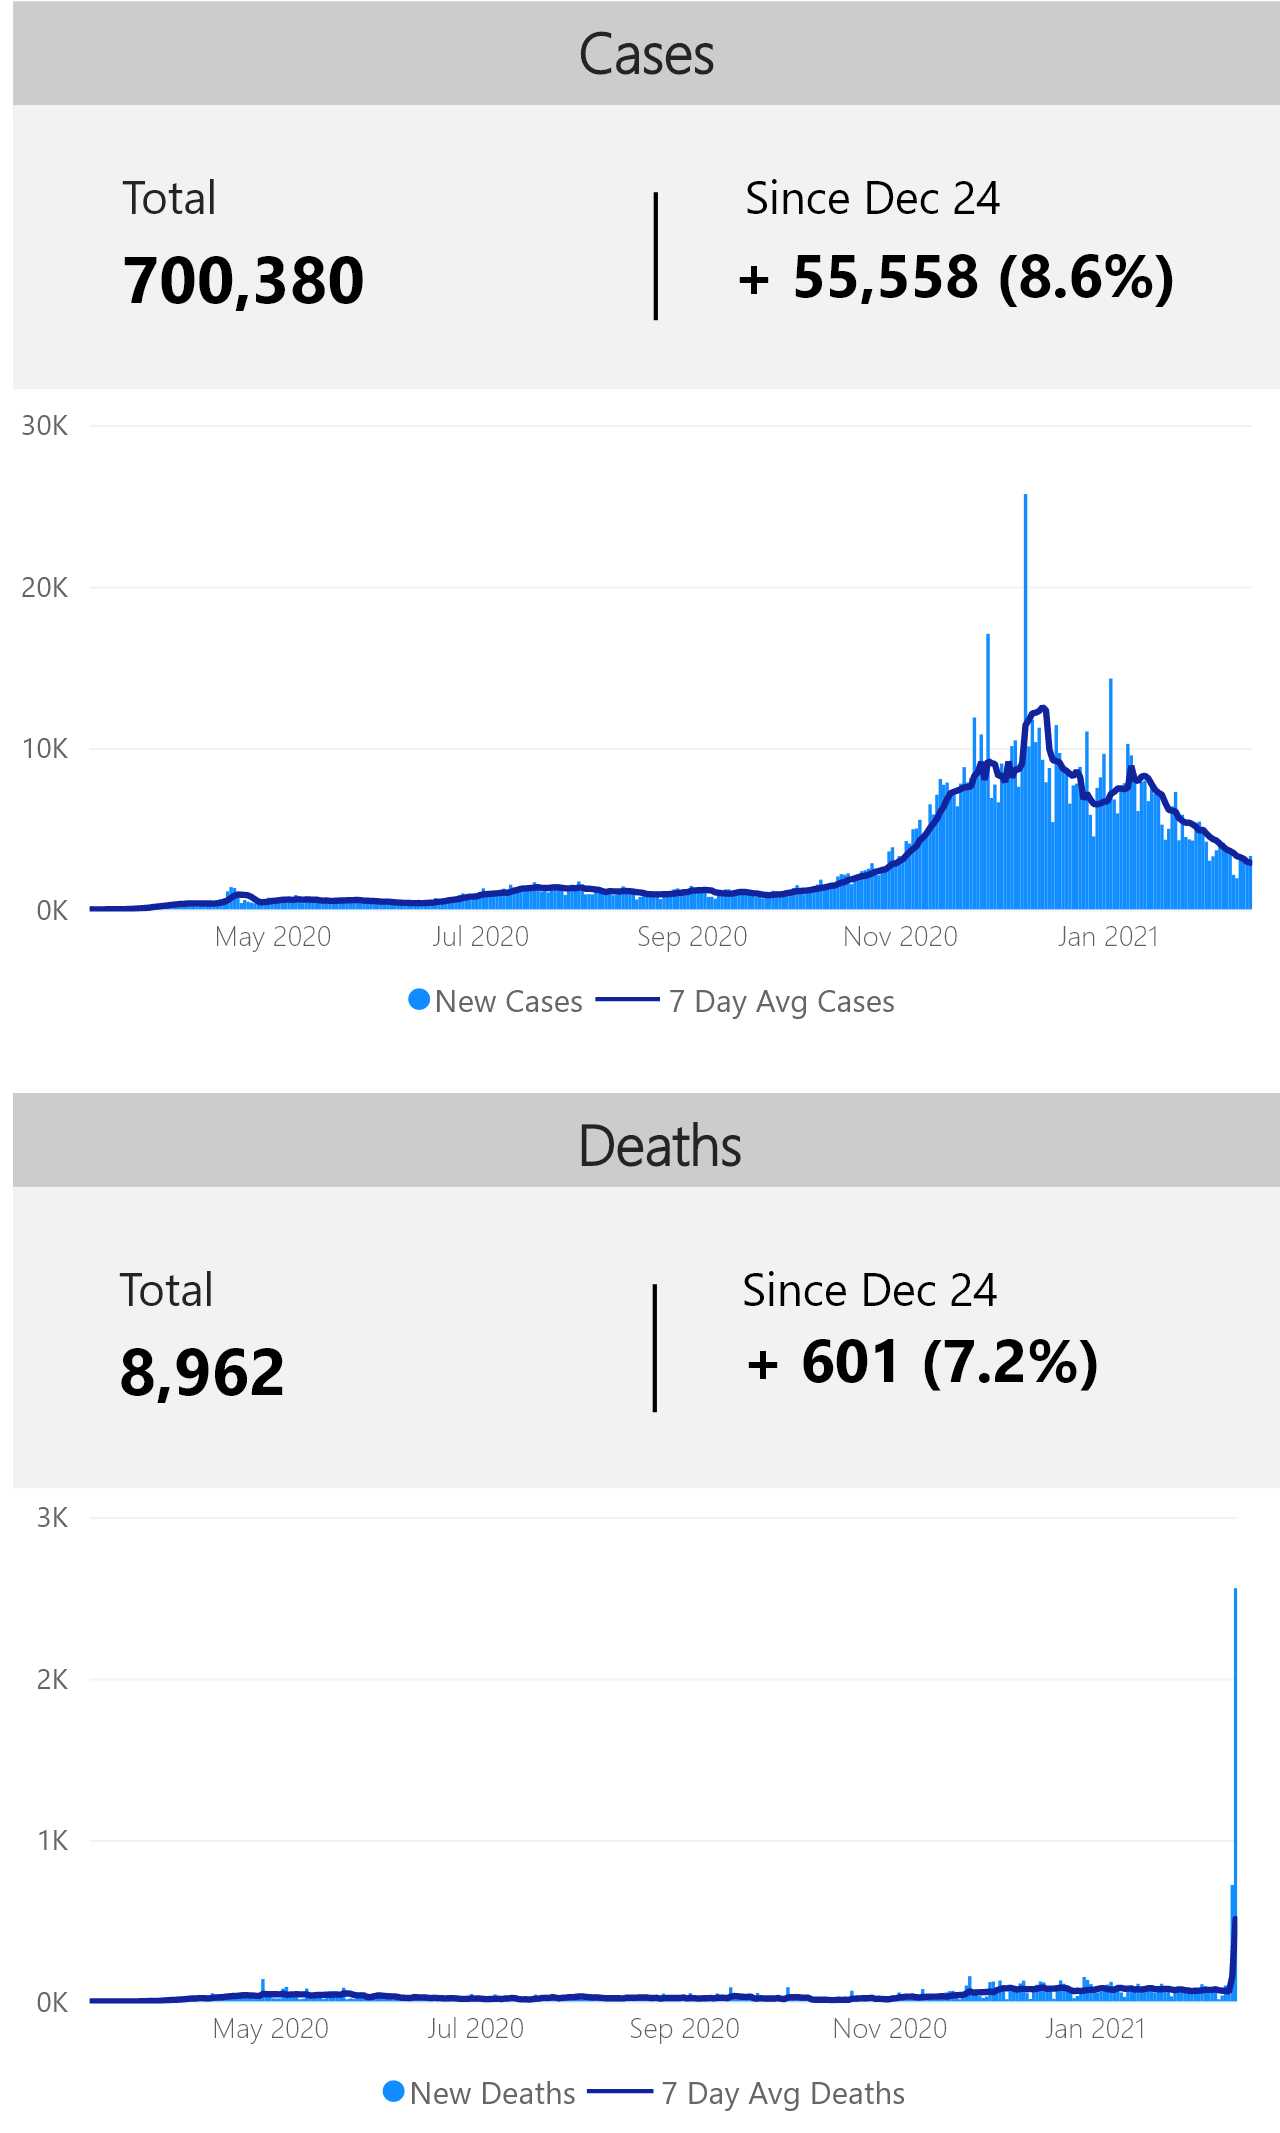 Cases
Total
Since Dec 24
700,380
+ 55,558 (8.6%)
30K
20K
10K
0K
May 2020
Jul 2020
Sep 2020
Nov 2020
Jan 2021
New Cases
7 Day Avg Cases
Deaths
Total
Since Dec 24
8,962
+ 601 (7.2%)
3K
2K
1K
0K
May 2020
Jul 2020
Sep 2020
Nov 2020
Jan 2021
New Deaths
7 Day Avg Deaths